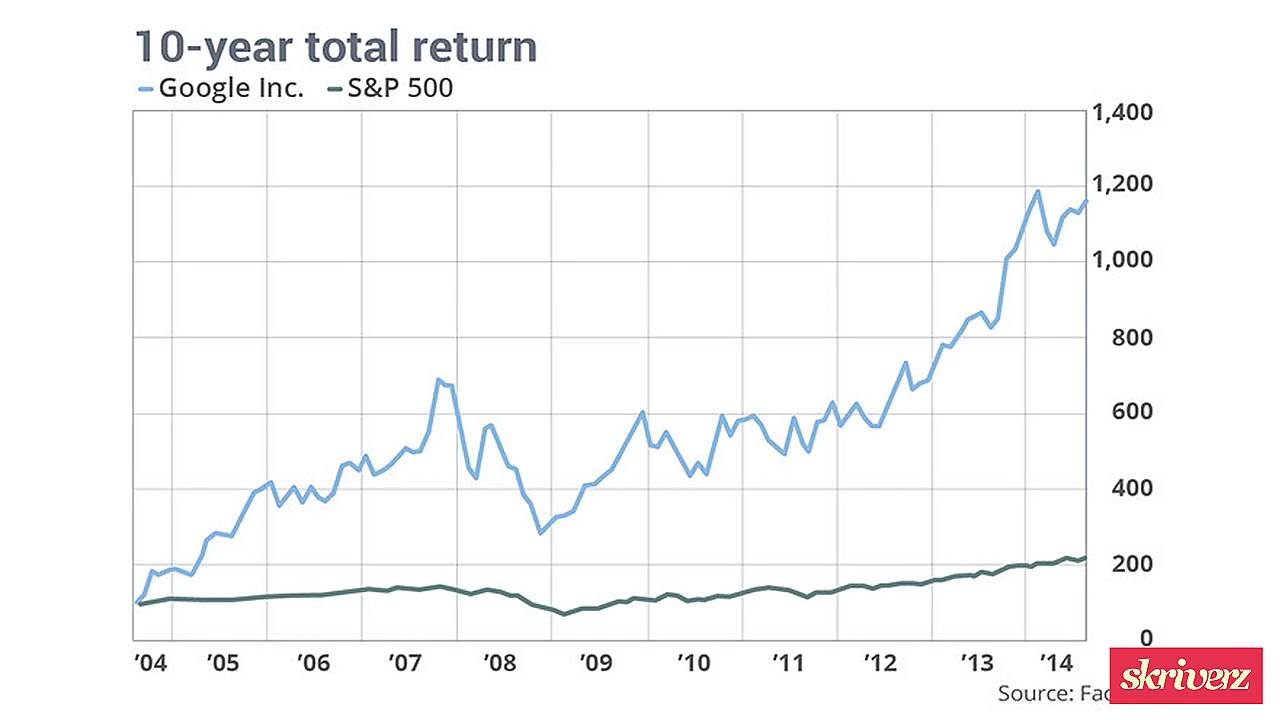 10-year total return
Google Inc. S&P 500
1,400
1,200
1,000
800
600
400
200
0
’04 ’05 ’06 ’07 ’08 ’09 ’10 ’11 ’12 ’13 ’14
Source:
skriverz